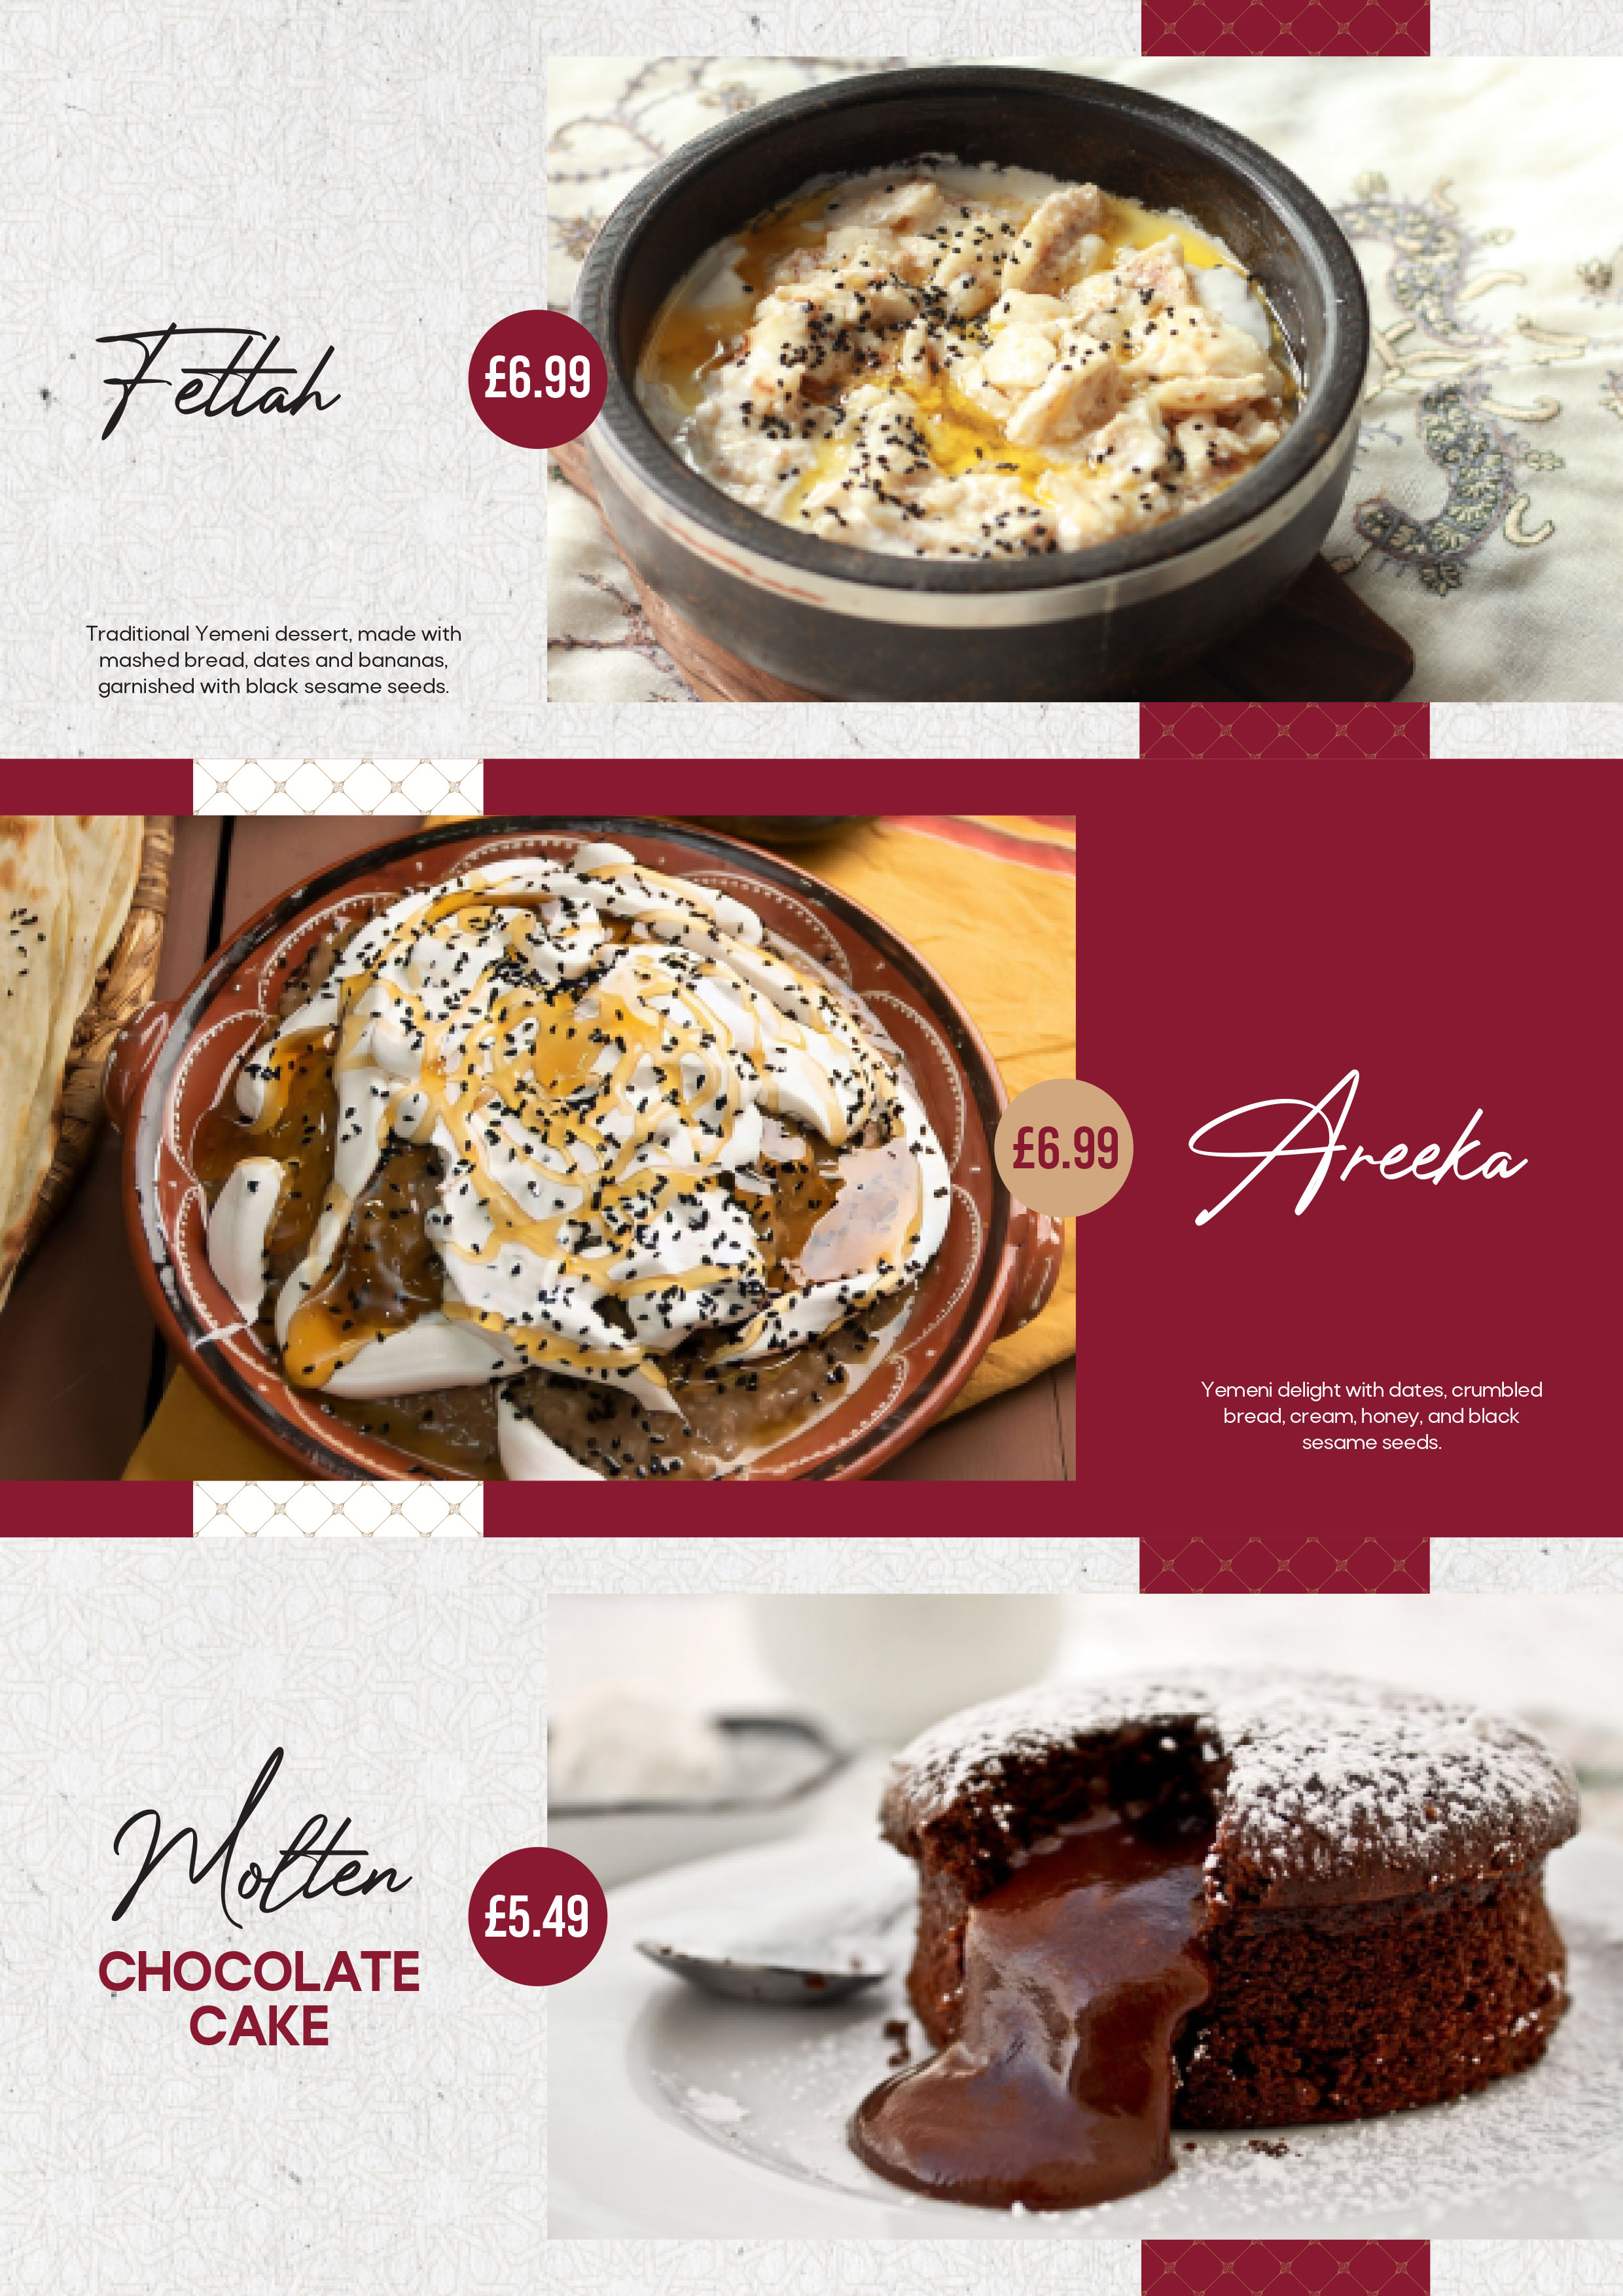 Fettah
£6.99
Traditional Yemeni dessert, made with
mashed bread, dates and bananas,
garnished with black sesame seeds.
£6.99
Areeka
Yemeni delight with dates, crumbled
bread, cream, honey, and black
sesame seeds.
Molten
CHOCOLATE
CAKE
£5.49